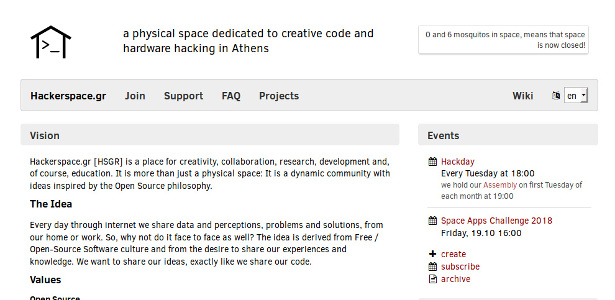 >_
a physical space dedicated to creative code and
hardware hacking in Athens
0 and 6 mosquitos in space, means that space
is now closed!
Hackerspace.gr Join Support FAQ Projects Wiki en
Vision
Hackerspace.gr [HSGR] is a place for creativity, collaboration, research, development and,
of course, education. It is more than just a physical space: It is a dynamic community with
ideas inspired by the Open Source philosophy.
The Idea
Every day through internet we share data and perceptions, problems and solutions, from
our home or work. So, why not do it face to face as well? The idea is derived from Free /
Open-Source Software culture and from the desire to share our experiences and
knowledge. We want to share our ideas, exactly like we share our code.
Values
Open Source
Events
Hackday
Every Tuesday at 18:00
we hold our Assembly on first Tuesday of
each month at 19:00
Space Apps Challenge 2018
Friday, 19.10 16:00
create
subscribe
archive